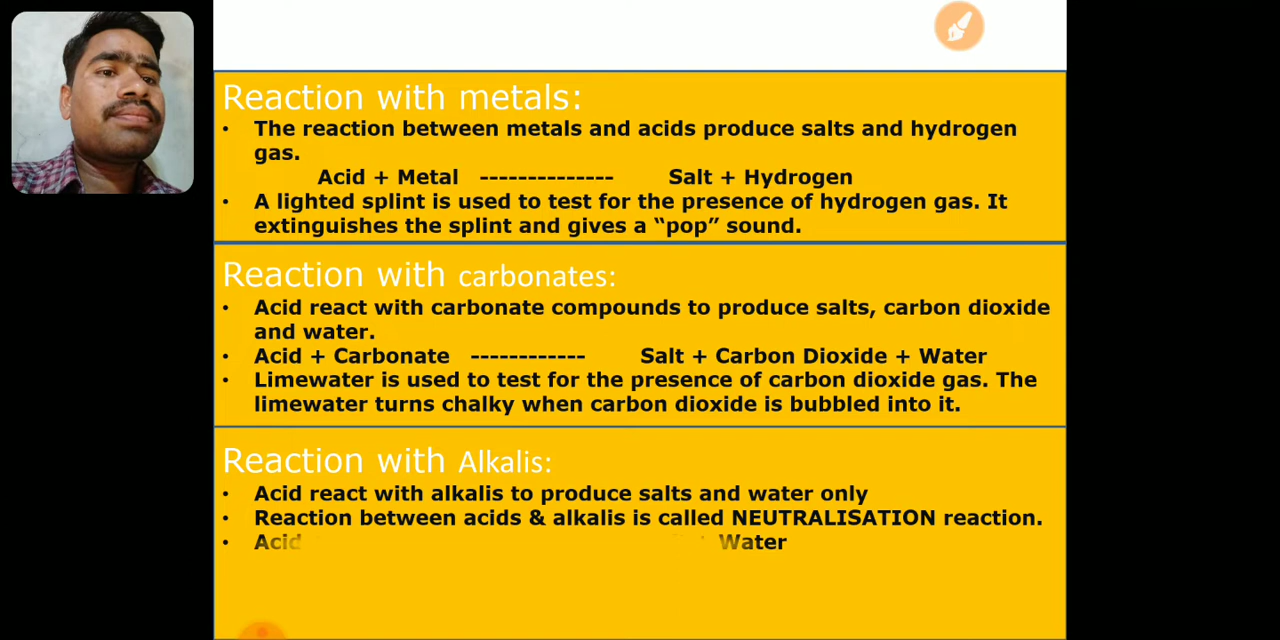 Reaction with metals:
• The reaction between metals and acids produce salts and hydrogen
gas.
Acid + Metal -------------- Salt + Hydrogen
• A lighted splint is used to test for the presence of hydrogen gas. It
extinguishes the splint and gives a “pop” sound.
Reaction with carbonates:
• Acid react with carbonate compounds to produce salts, carbon dioxide
and water.
• Acid + Carbonate ------------ Salt + Carbon Dioxide + Water
• Limewater is used to test for the presence of carbon dioxide gas. The
limewater turns chalky when carbon dioxide is bubbled into it.
Reaction with Alkalis:
• Acid react with alkalis to produce salts and water only
• Reaction between acids & alkalis is called NEUTRALISATION reaction.
• Acid Water